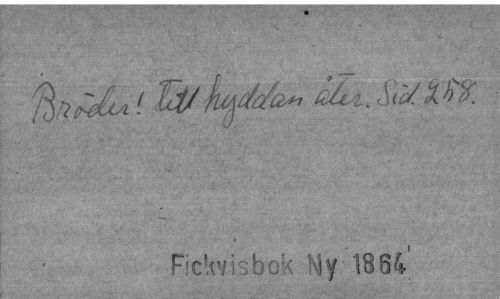 Bröder! till hyddan åter. Sid. 258.
Fickvisbok Ny 1864